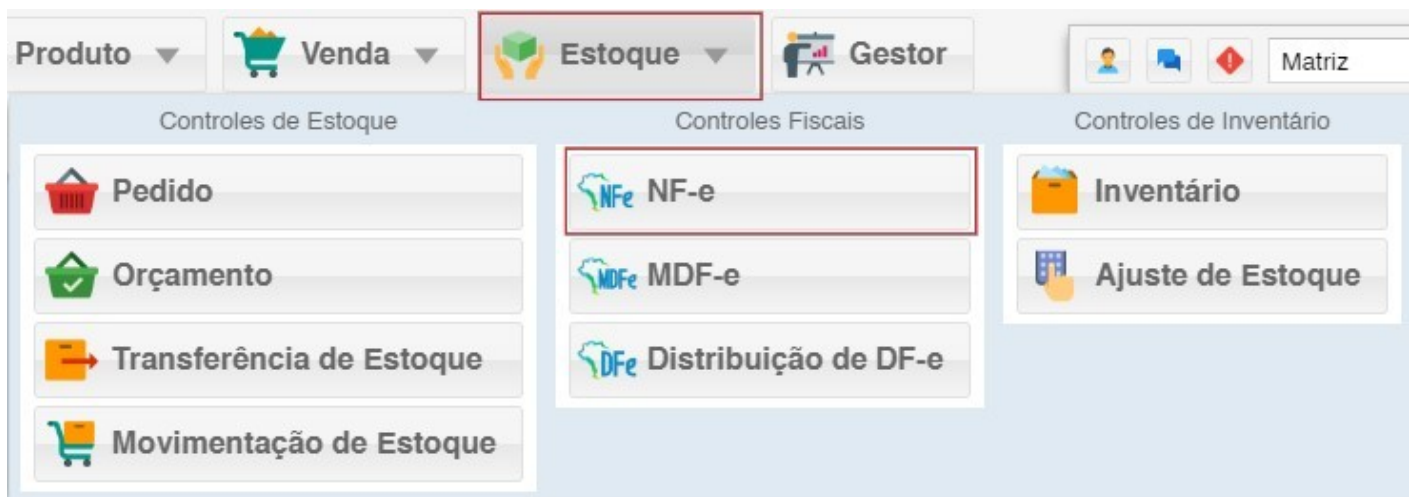 Produto
Venda
Estoque
Gestor
Matriz
Controles de Estoque
Pedido
Orçamento
Transferência de Estoque
Movimentação de Estoque
Controles Fiscais
NFe NF-e
MDFe MDF-e
DFe Distribuição de DF-e
Controles de Inventário
Inventário
Ajuste de Estoque